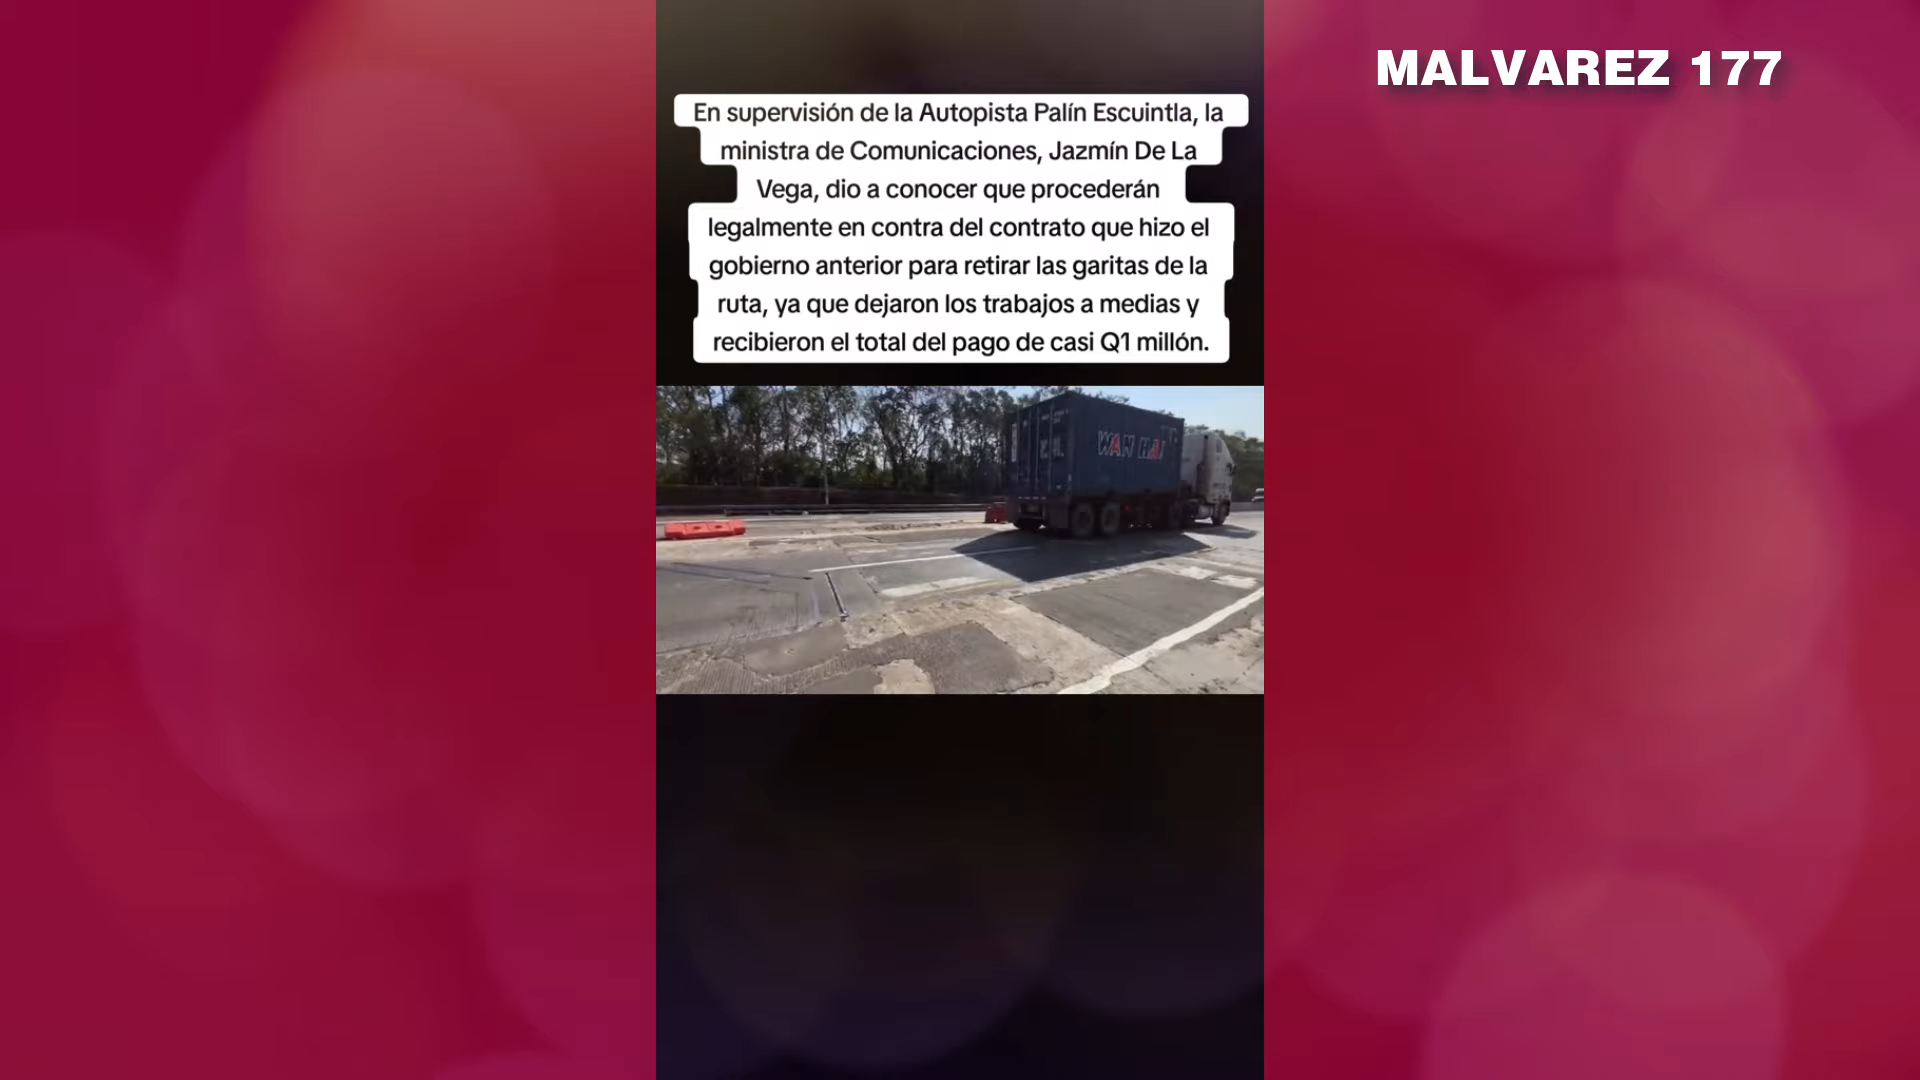 MALVAREZ 177
En supervisión de la Autopista Palín Escuintla, la
ministra de Comunicaciones, Jazmín De La
Vega, dio a conocer que procederán
legalmente en contra del contrato que hizo el
gobierno anterior para retirar las garitas de la
ruta, ya que dejaron los trabajos a medias y
recibieron el total del pago de casi Q1 millón.
WAN HAI